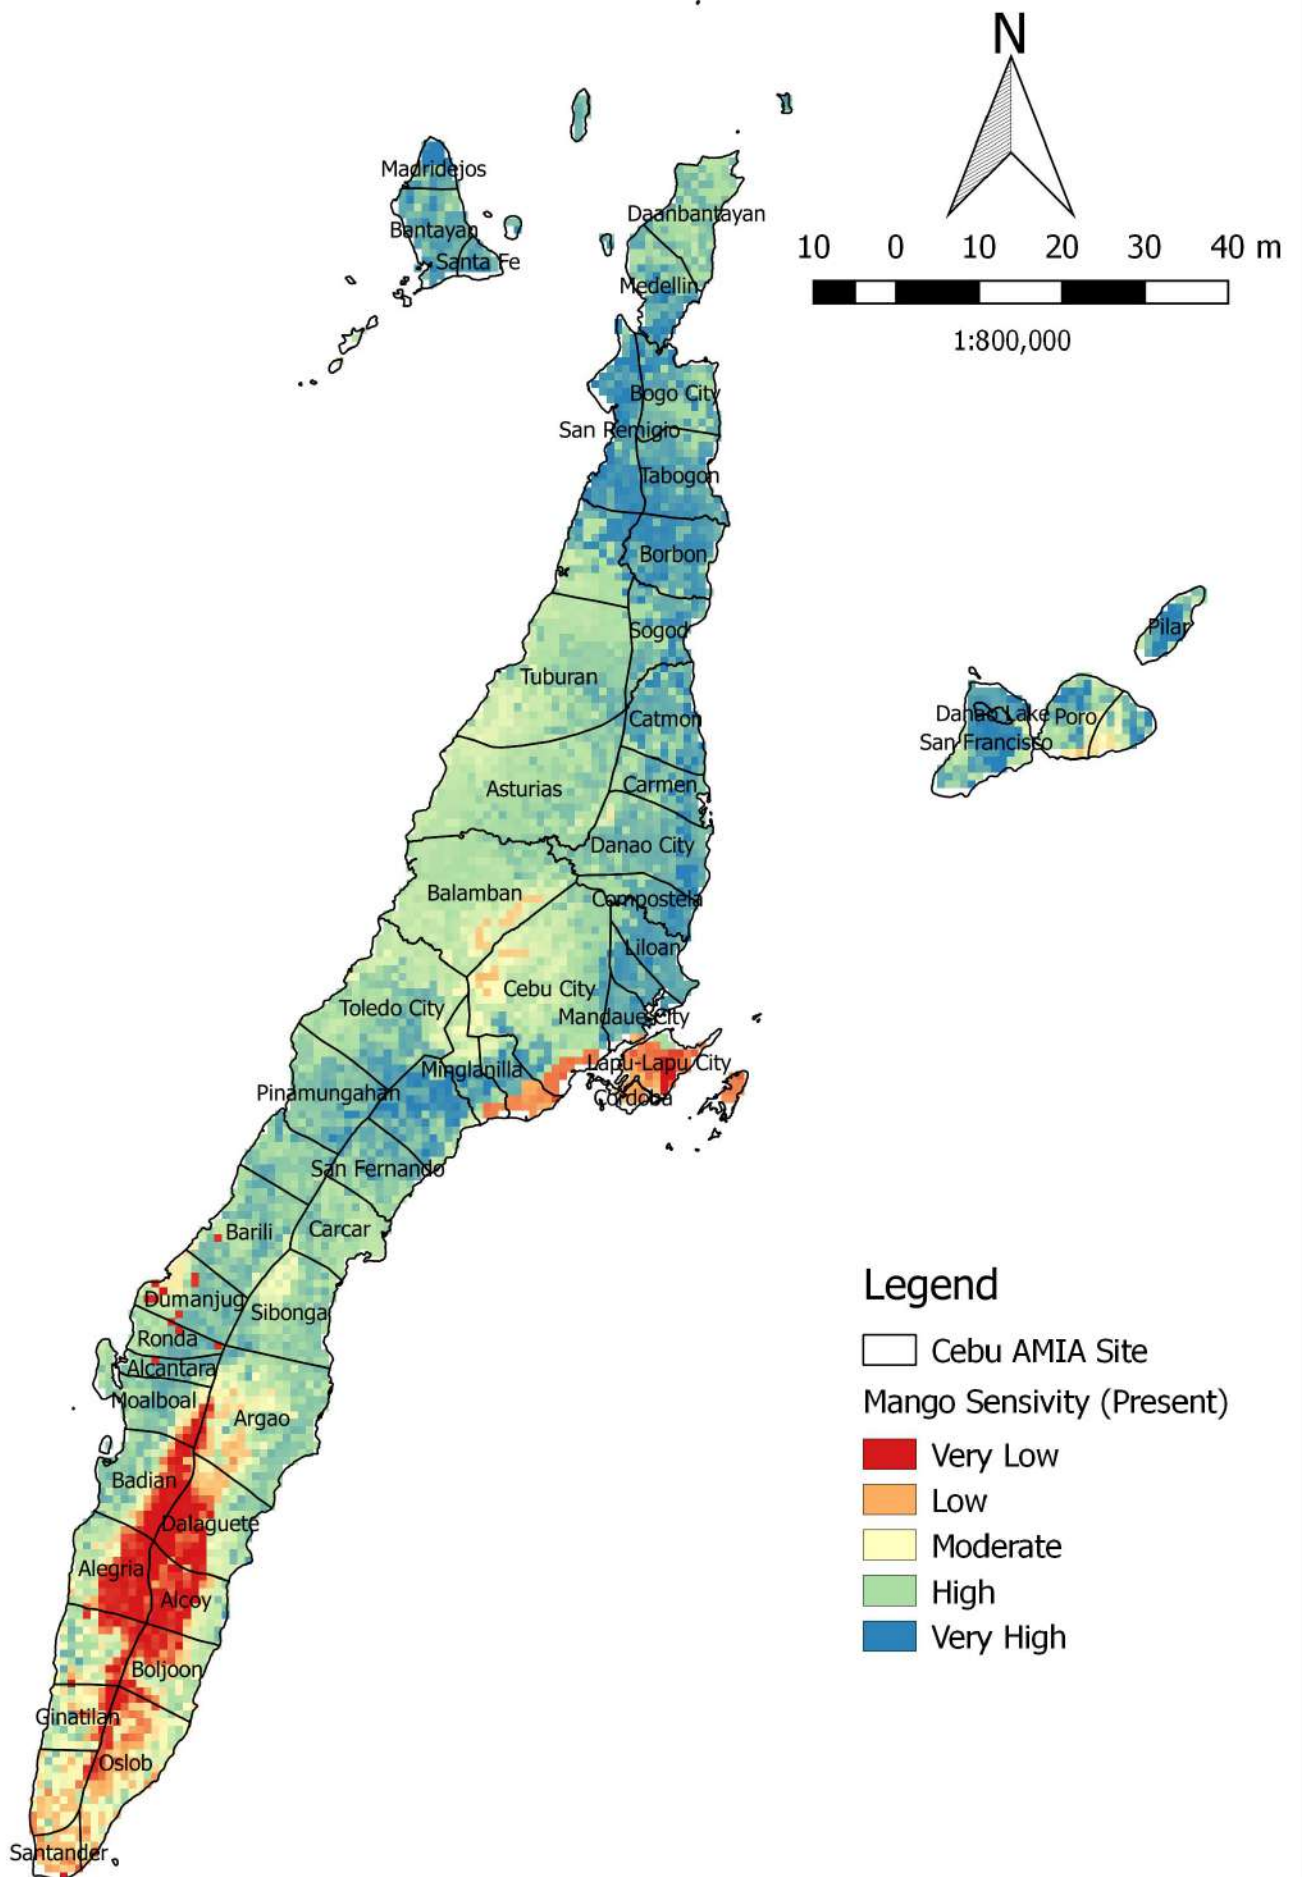 N
10 0 10 20 30 40 m
1:800,000
Madridejos
Bantayan
Santa Fe
Daanbantayan
Medellin
Bogo City
San Remigio
Tabogon
Borbon
Sogod
Tuburan
Catmon
Pilar
Danao Lake
Poro
San Francisco
Asturias
Carmen
Danao City
Balamban
Compostela
Liloan
Cebu City
Toledo City
Mandaue City
Lapu-Lapu City
Minglanilla
Cordoba
Pinamungahan
San Fernando
Barili
Carcar
Dumanjug
Sibonga
Ronda
Alcantara
Moalboal
Argao
Badian
Dalaguete
Alegria
Alcoy
Boljoon
Ginatilan
Oslob
Santander
Legend
Cebu AMIA Site
Mango Sensivity (Present)
Very Low
Low
Moderate
High
Very High